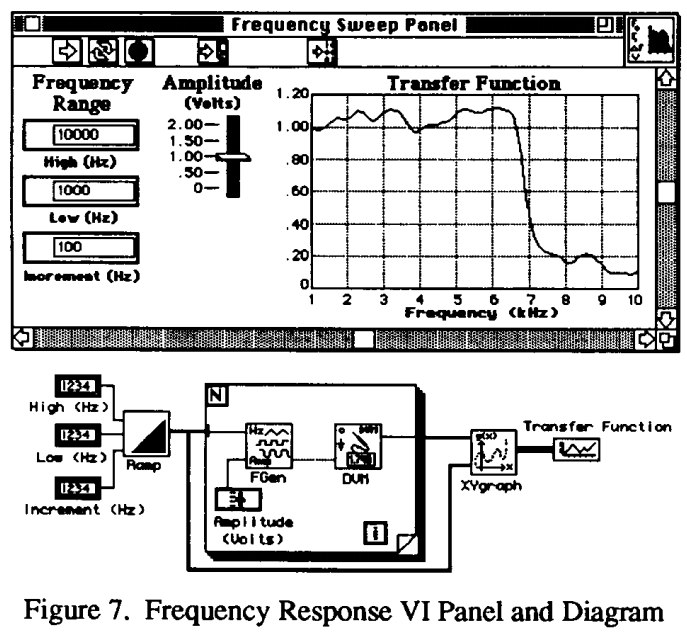 Frequency Sweep Panel
Frequency
Range
10000
High (Hz)
1000
Low (Hz)
100
Increment (Hz)
Amplitude
(Volts)
2.00
1.50
1.00
.50
0
Transfer Function
1.20
1.00
.80
.60
.40
.20
0
1 2 3 4 5 6 7 8 9 10
Frequency (kHz)
1234
High (Hz)
1234
Low (Hz)
1234
Increment (Hz)
Ramp
N
Hz
Amp
FGen
Amplitude
(Volts)
DVM
DVM
i
XYgraph
Transfer Function
Figure 7. Frequency Response VI Panel and Diagram